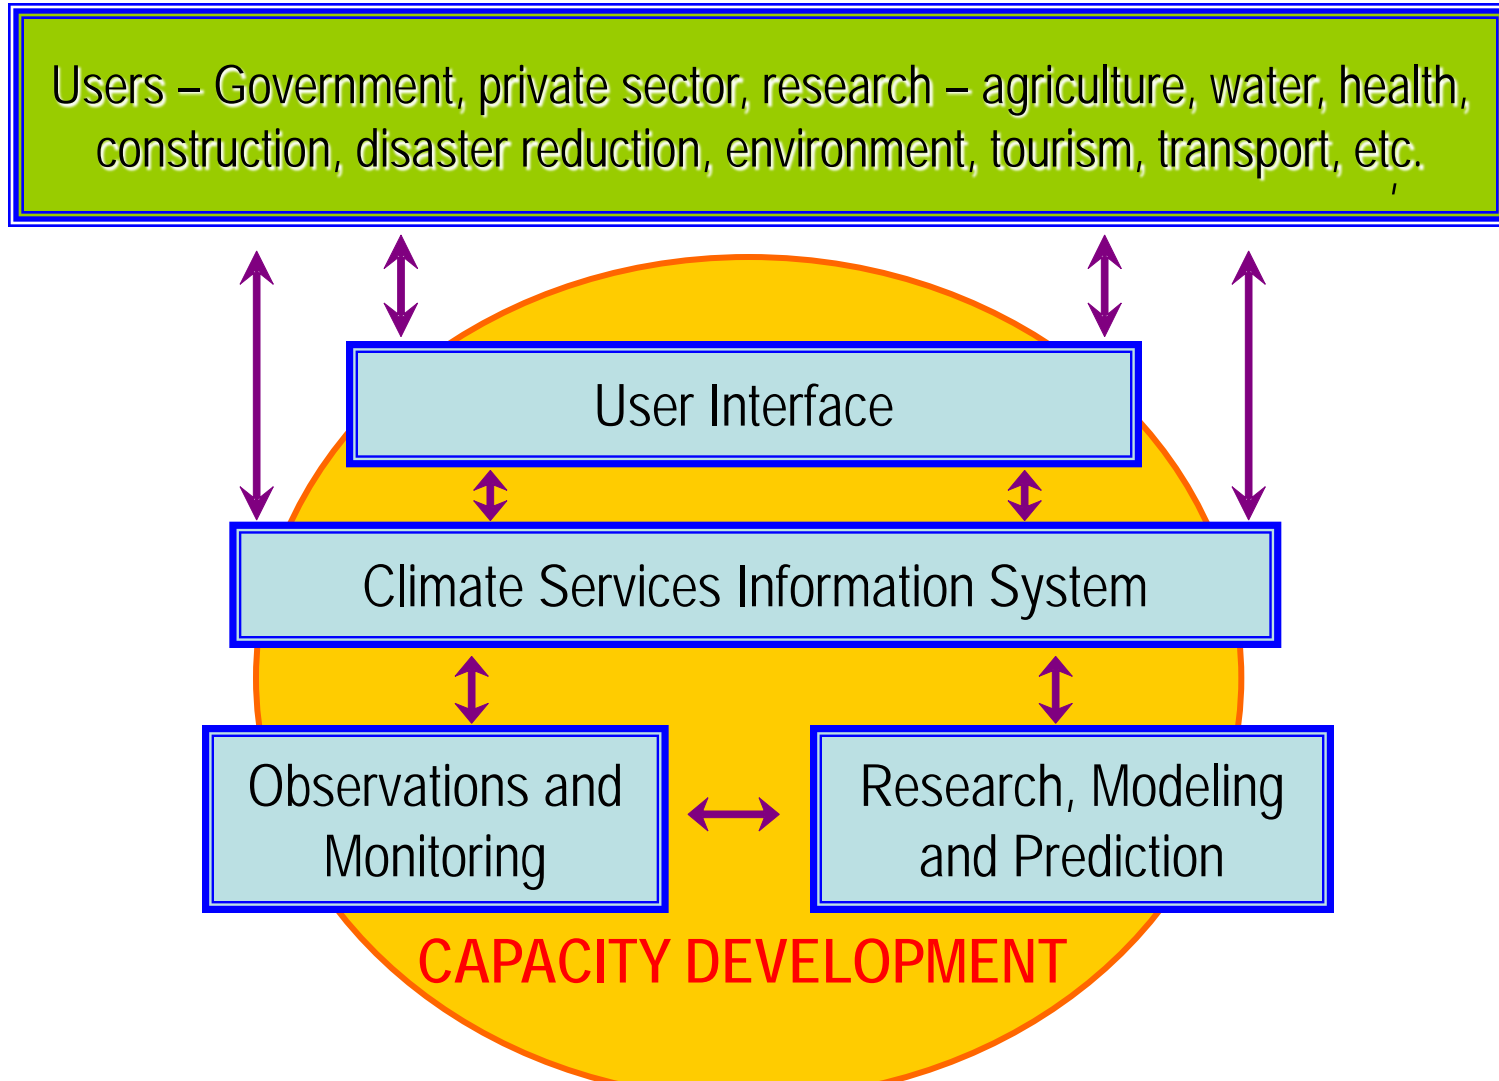 Users – Government, private sector, research – agriculture, water, health,
construction, disaster reduction, environment, tourism, transport, etc.
,
User Interface
Climate Services Information System
Observations and
Monitoring
Research, Modeling
and Prediction
CAPACITY DEVELOPMENT